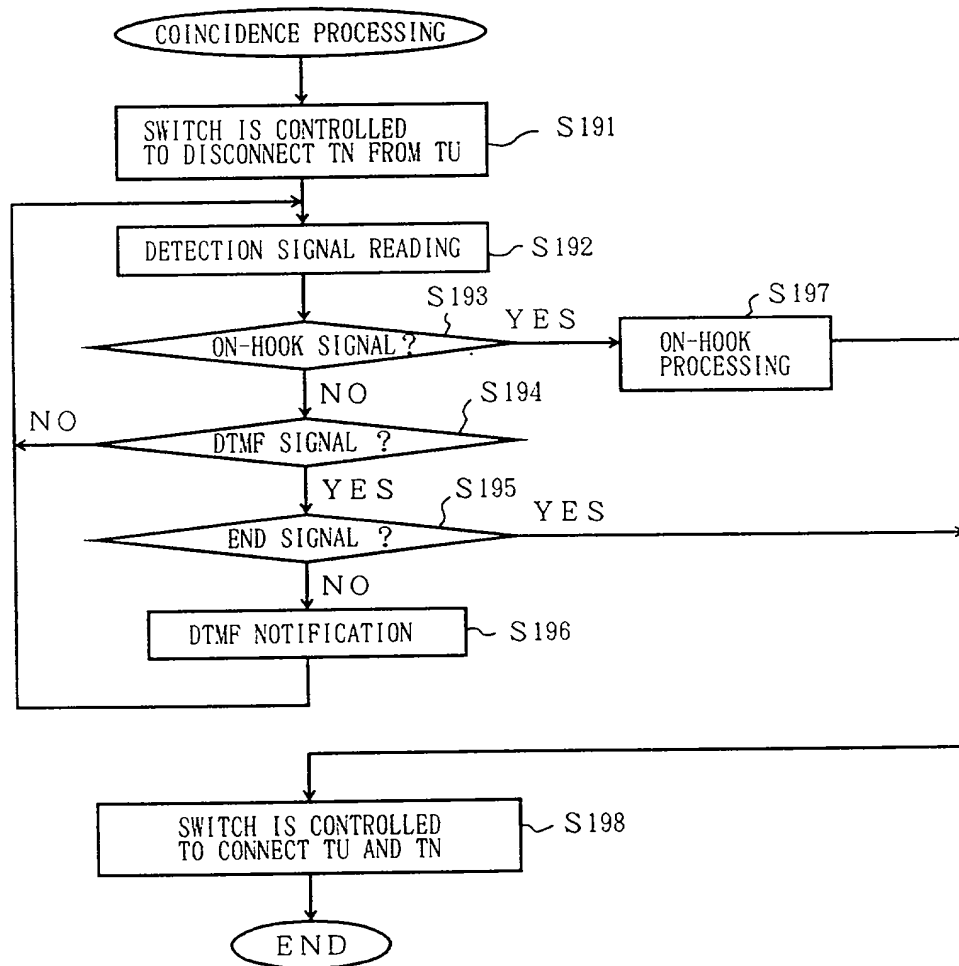 COINCIDENCE PROCESSING
SWITCH IS CONTROLLED
TO DISCONNECT TN FROM TU
S191
DETECTION SIGNAL READING
S192
ON-HOOK SIGNAL?
S193
YES
ON-HOOK
PROCESSING
S197
NO
DTMF SIGNAL ?
S194
NO
YES
END SIGNAL ?
S195
YES
NO
DTMF NOTIFICATION
S196
SWITCH IS CONTROLLED
TO CONNECT TU AND TN
S198
END